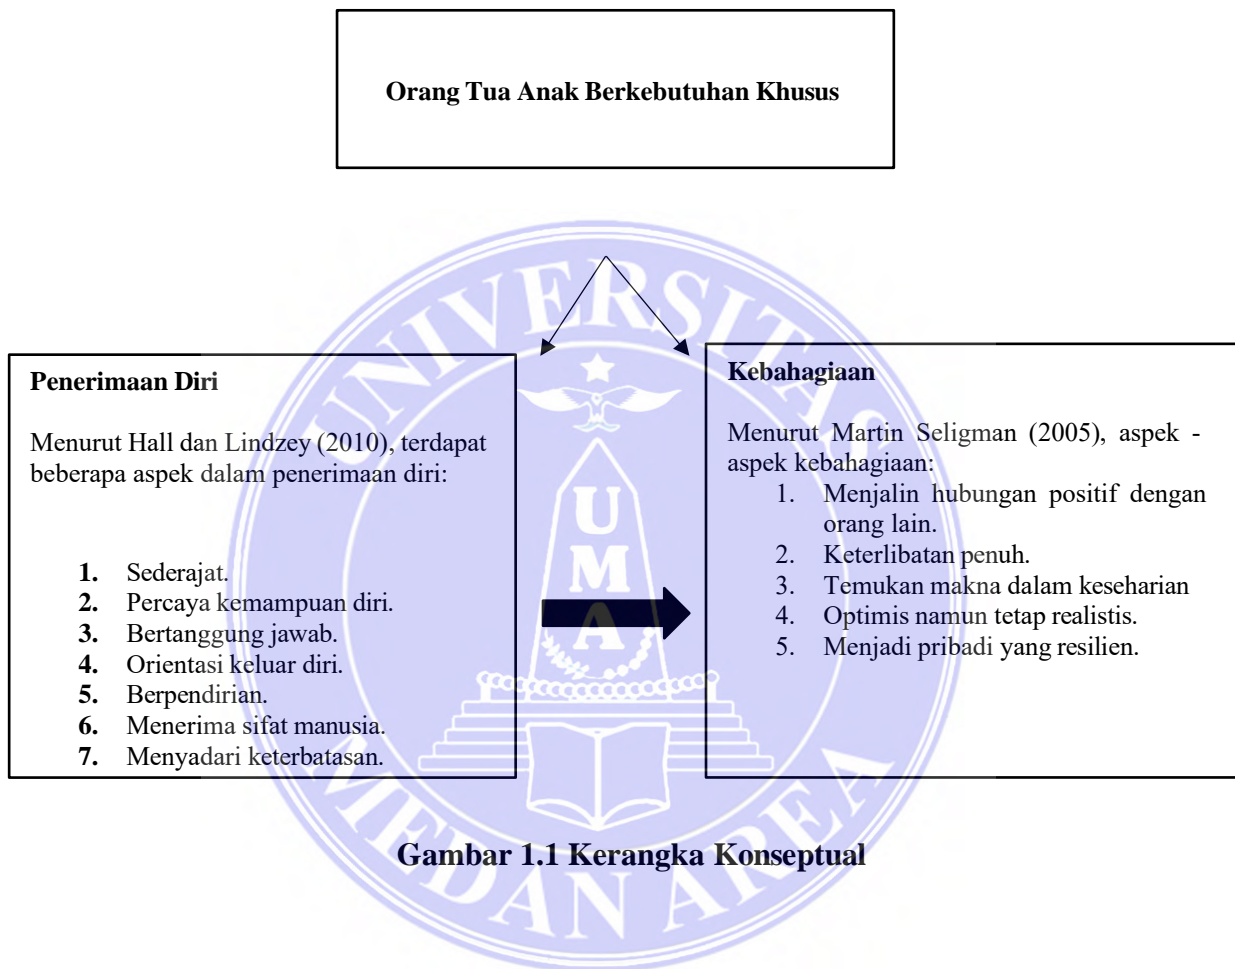 Orang Tua Anak Berkebutuhan Khusus
UNIVERSITAS
Penerimaan Diri
Menurut Hall dan Lindzey (2010), terdapat
beberapa aspek dalam penerimaan diri:
1. Sederajat.
2. Percaya kemampuan diri.
3. Bertanggung jawab.
4. Orientasi keluar diri.
5. Berpendirian.
6. Menerima sifat manusia.
7. Menyadari keterbatasan.
U
M
A
Kebahagiaan
Menurut Martin Seligman (2005), aspek -
aspek kebahagiaan:
1. Menjalin hubungan positif dengan
orang lain.
2. Keterlibatan penuh.
3. Temukan makna dalam keseharian
4. Optimis namun tetap realistis.
5. Menjadi pribadi yang resilien.
Gambar 1.1 Kerangka Konseptual
MEDAN AREA